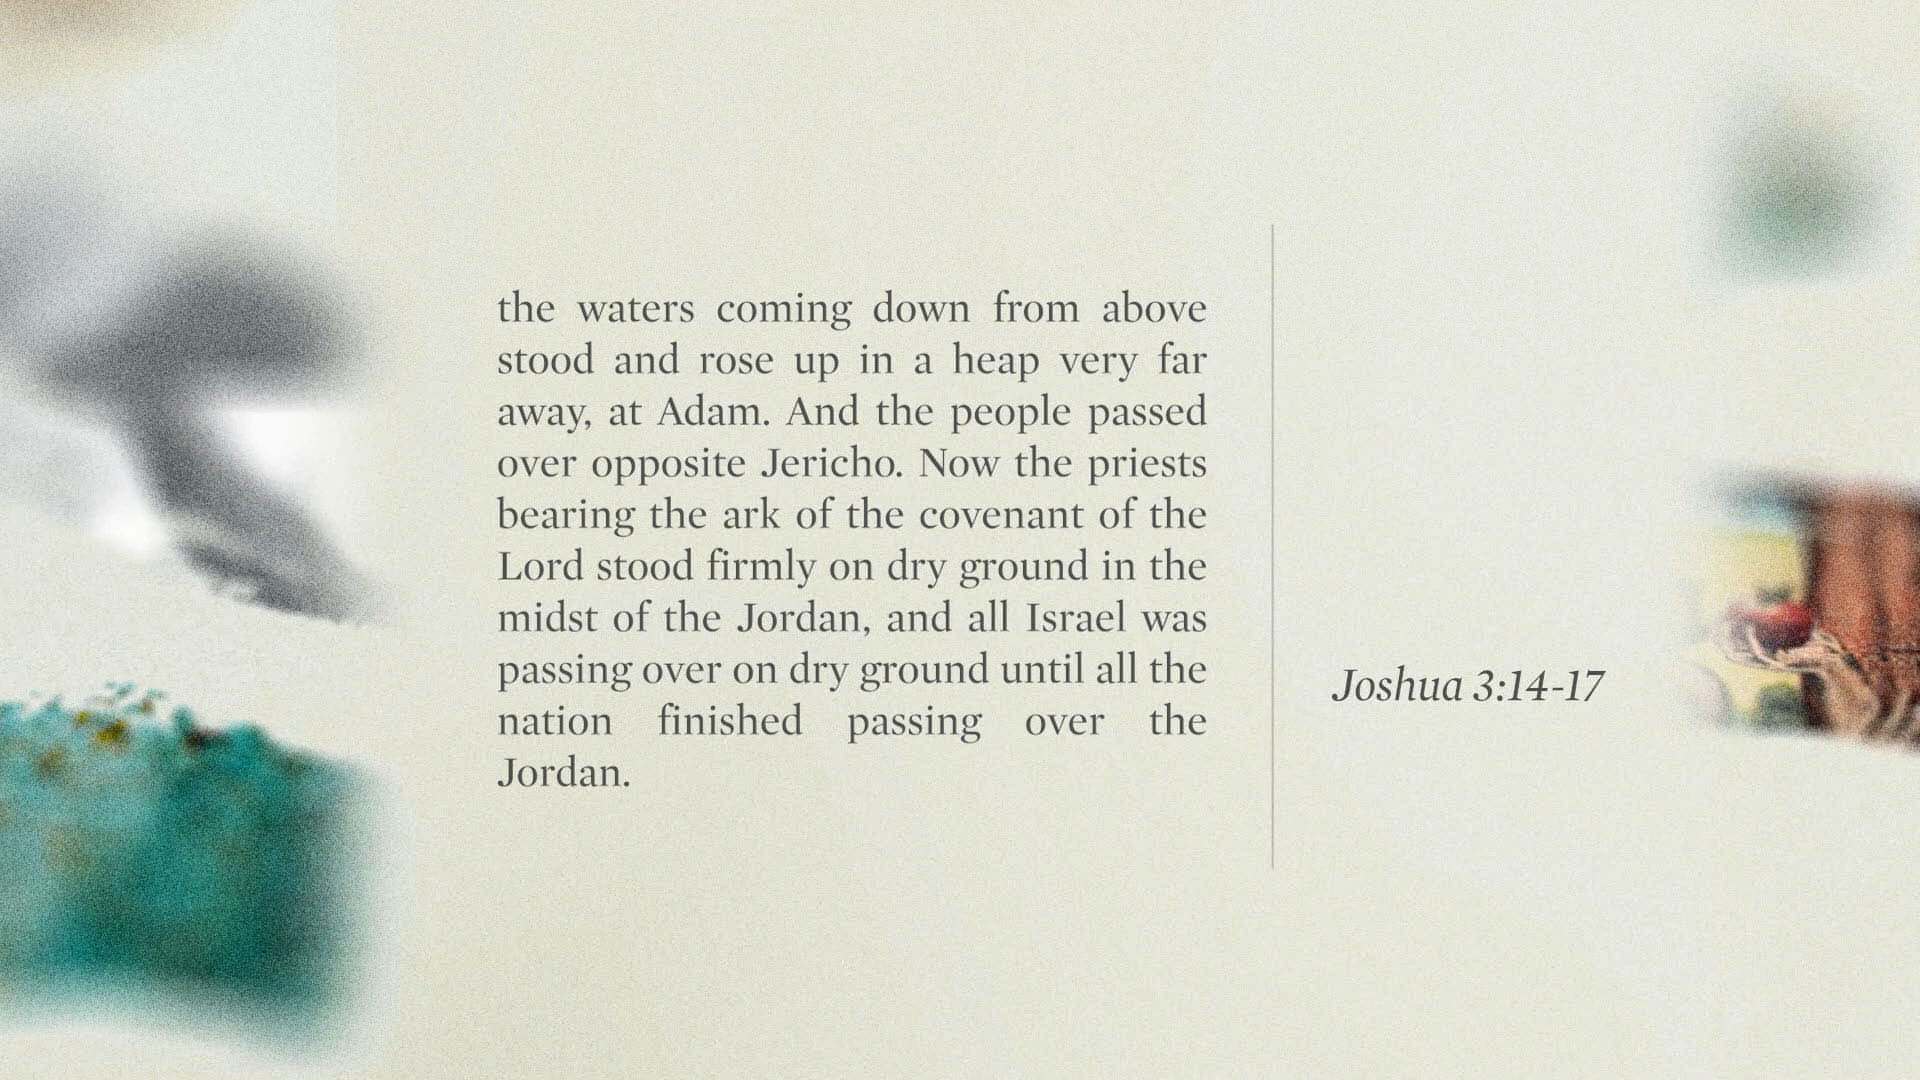 the waters coming down from above
stood and rose up in a heap very far
away, at Adam. And the people passed
over opposite Jericho. Now the priests
bearing the ark of the covenant of the
Lord stood firmly on dry ground in the
midst of the Jordan, and all Israel was
passing over on dry ground until all the
nation finished passing over the
Jordan.
Joshua 3:14-17